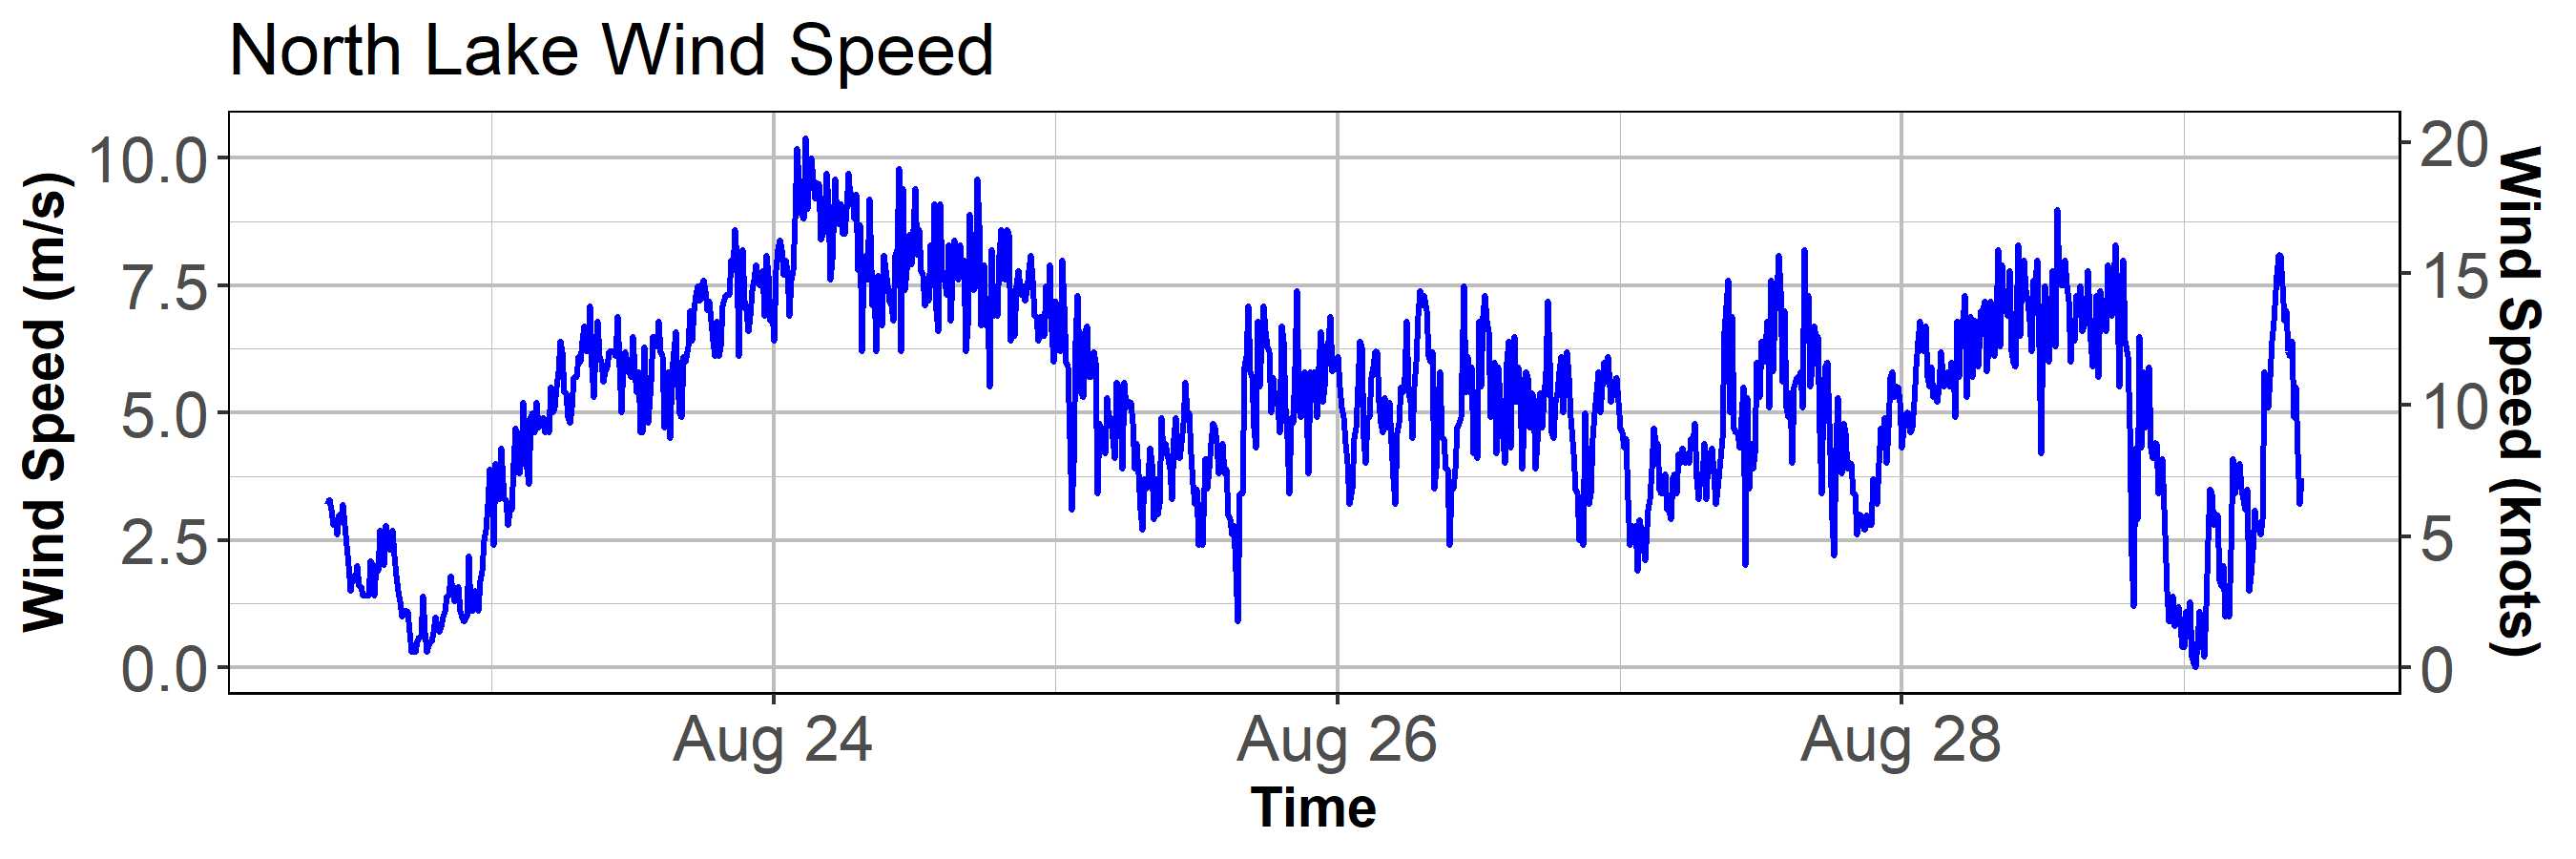 North Lake Wind Speed
Wind Speed (m/s)
10.0
7.5
5.0
2.5
0.0
20
15
10
5
0
Wind Speed (knots)
Aug 24
Aug 26
Aug 28
Time